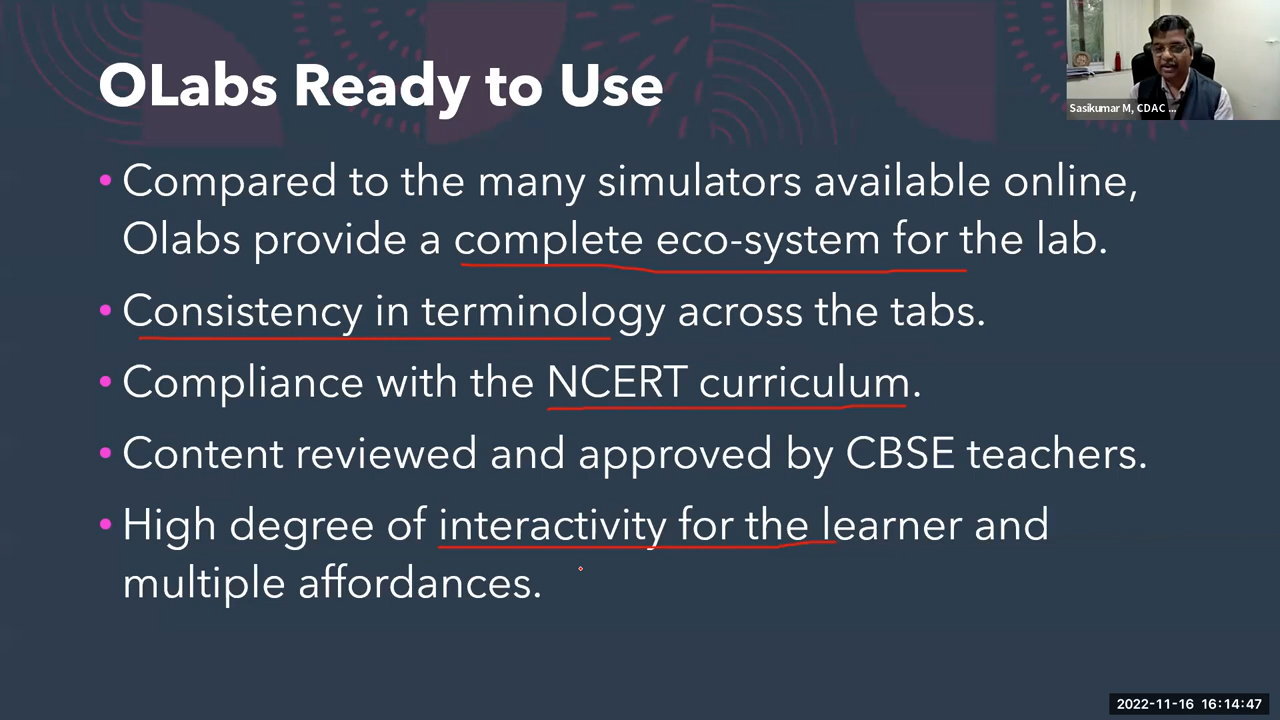 OLabs Ready to Use
Sasikumar M, CDAC ...
• Compared to the many simulators available online,
Olabs provide a complete eco-system for the lab.
• Consistency in terminology across the tabs.
• Compliance with the NCERT curriculum.
• Content reviewed and approved by CBSE teachers.
• High degree of interactivity for the learner and
multiple affordances.
2022-11-16 16:14:47